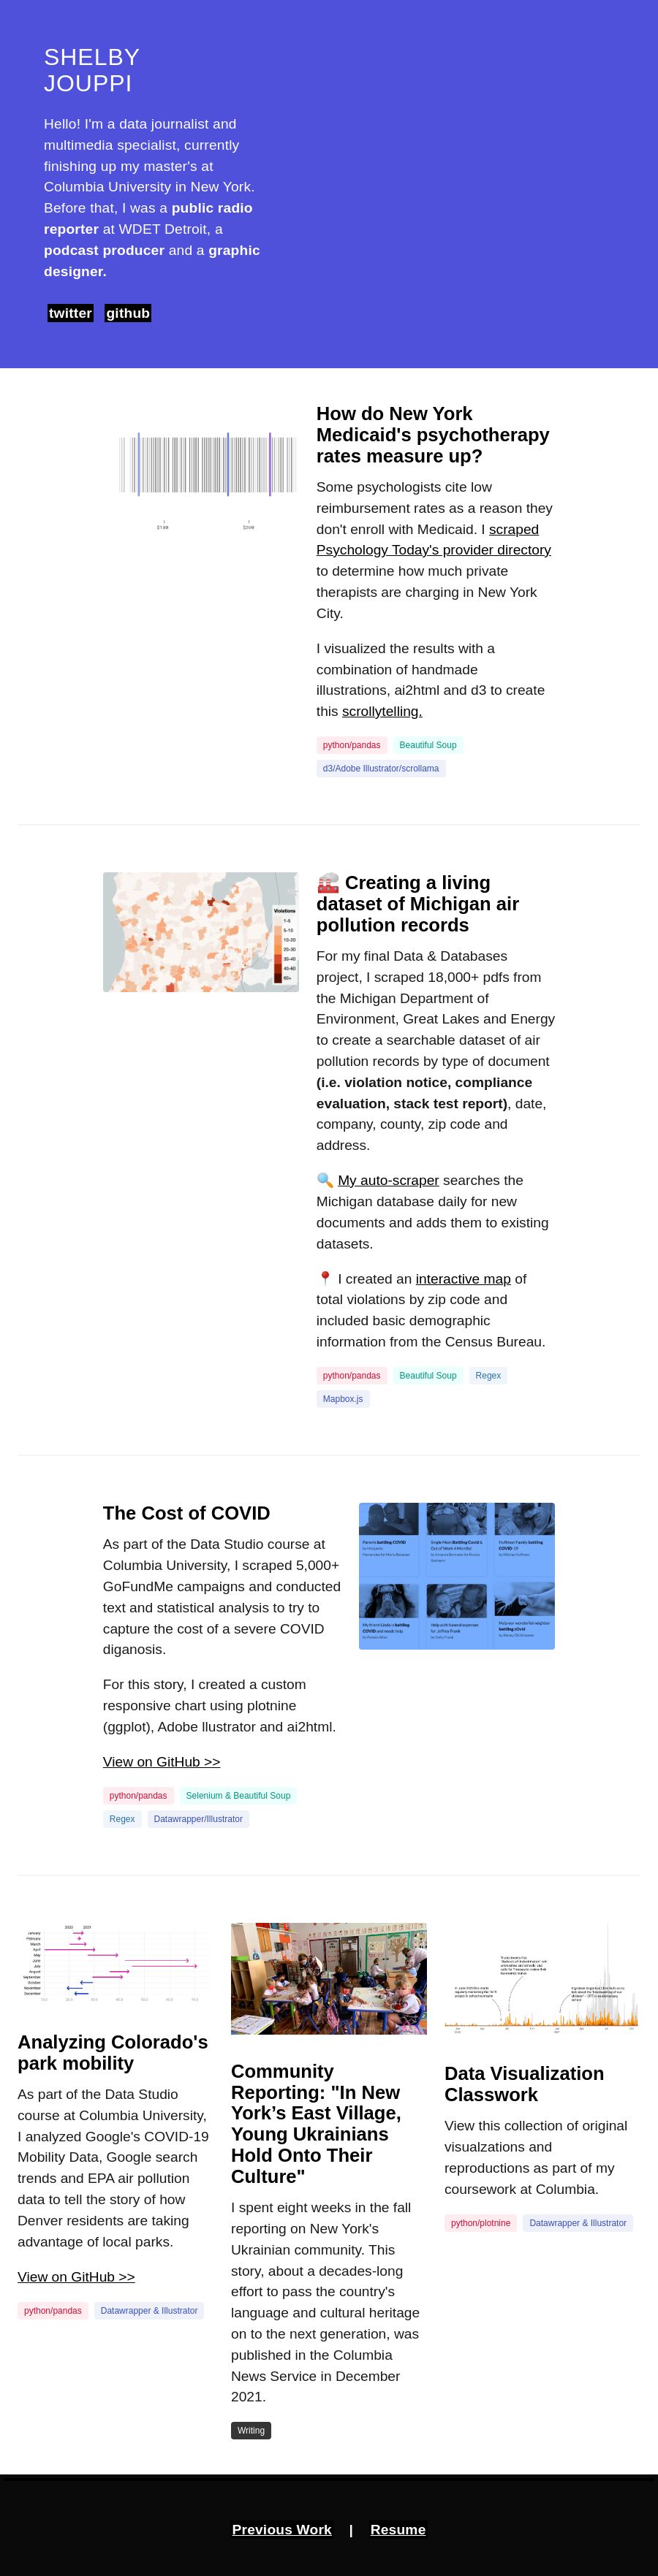 SHELBY
JOUPPI
Hello! I'm a data journalist and
multimedia specialist, currently
finishing up my master's at
Columbia University in New York.
Before that, I was a public radio
reporter at WDET Detroit, a
podcast producer and a graphic
designer.
twitter github
$100 $200
How do New York
Medicaid's psychotherapy
rates measure up?
Some psychologists cite low
reimbursement rates as a reason they
don't enroll with Medicaid. I scraped
Psychology Today's provider directory
to determine how much private
therapists are charging in New York
City.
I visualized the results with a
combination of handmade
illustrations, ai2html and d3 to create
this scrollytelling.
python/pandas Beautiful Soup
d3/Adobe Illustrator/scrollama
Violations
1-5
5-10
10-20
20-30
30-40
40-60
60+
🏭 Creating a living
dataset of Michigan air
pollution records
For my final Data & Databases
project, I scraped 18,000+ pdfs from
the Michigan Department of
Environment, Great Lakes and Energy
to create a searchable dataset of air
pollution records by type of document
(i.e. violation notice, compliance
evaluation, stack test report), date,
company, county, zip code and
address.
🔍 My auto-scraper searches the
Michigan database daily for new
documents and adds them to existing
datasets.
📍 I created an interactive map of
total violations by zip code and
included basic demographic
information from the Census Bureau.
python/pandas Beautiful Soup Regex
Mapbox.js
The Cost of COVID
As part of the Data Studio course at
Columbia University, I scraped 5,000+
GoFundMe campaigns and conducted
text and statistical analysis to try to
capture the cost of a severe COVID
diganosis.
For this story, I created a custom
responsive chart using plotnine
(ggplot), Adobe llustrator and ai2html.
View on GitHub >>
python/pandas Selenium & Beautiful Soup
Regex Datawrapper/Illustrator
Parents battling COVID
2020 2021
January
February
March
April
May
June
July
August
September
October
November
December
Analyzing Colorado's
park mobility
As part of the Data Studio
course at Columbia University,
I analyzed Google's COVID-19
Mobility Data, Google search
trends and EPA air pollution
data to tell the story of how
Denver residents are taking
advantage of local parks.
View on GitHub >>
python/pandas Datawrapper & Illustrator
Community
Reporting: "In New
York’s East Village,
Young Ukrainians
Hold Onto Their
Culture"
I spent eight weeks in the fall
reporting on New York's
Ukrainian community. This
story, about a decades-long
effort to pass the country's
language and cultural heritage
on to the next generation, was
published in the Columbia
News Service in December
2021.
Writing
Data Visualization
Classwork
View this collection of original
visualzations and
reproductions as part of my
coursework at Columbia.
python/plotnine Datawrapper & Illustrator
Previous Work | Resume